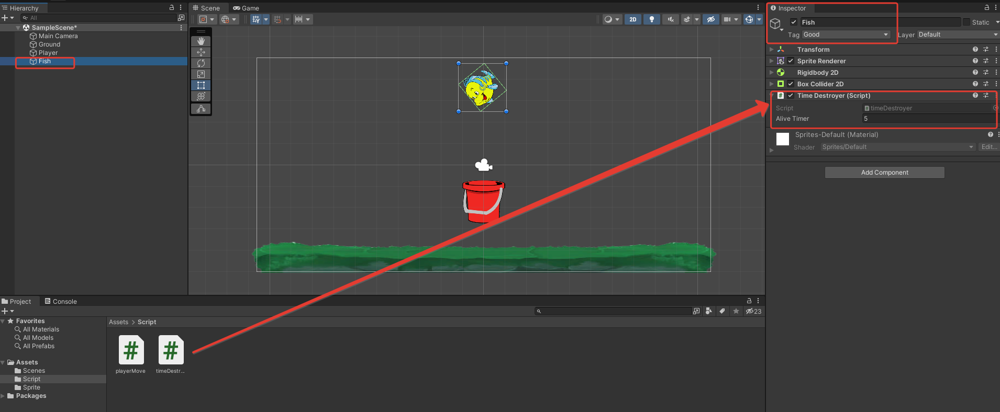 Hierarchy
All
SampleScene*
Main Camera
Ground
Player
Fish
Scene
Game
2D
Inspector
Fish
Static
Tag
Good
Layer
Default
Transform
Sprite Renderer
Rigidbody 2D
Box Collider 2D
Time Destroyer (Script)
Script
timeDestroyer
Alive Timer
5
Sprites-Default (Material)
Shader
Sprites/Default
Edit...
Add Component
Project
Console
23
Favorites
All Materials
All Models
All Prefabs
Assets
Scenes
Script
Sprite
Packages
Assets > Script
playerMove
timeDestr...